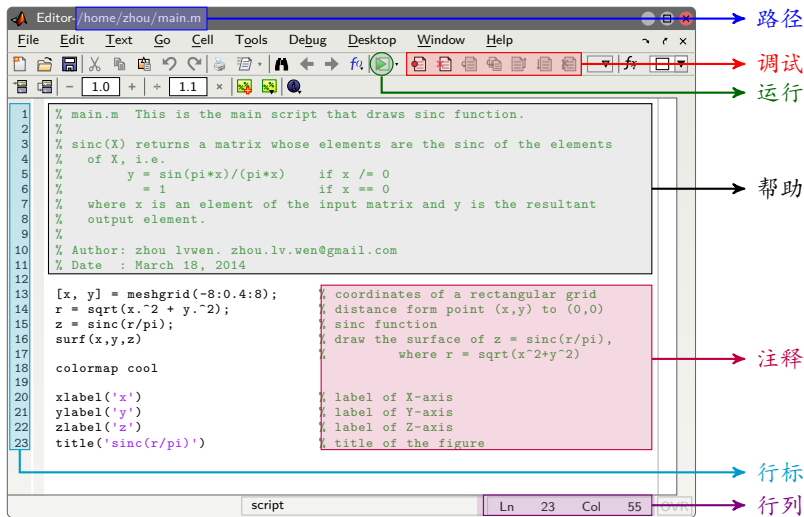 Editor-/home/zhou/main.m
路径
File Edit Text Go Cell Tools Debug Desktop Window Help
调试
运行
1.0 + ÷ 1.1 ×
1 % main.m This is the main script that draws sinc function.
2 %
3 % sinc(X) returns a matrix whose elements are the sinc of the elements
4 % of X, i.e.
5 % y = sin(pi*x)/(pi*x) if x /= 0
6 % = 1 if x == 0
7 % where x is an element of the input matrix and y is the resultant
8 % output element.
9 %
10 % Author: zhou lvwen. zhou.lv.wen@gmail.com
11 % Date : March 18, 2014
帮助
12
13 [x, y] = meshgrid(-8:0.4:8); % coordinates of a rectangular grid
14 r = sqrt(x.^2 + y.^2); % distance form point (x,y) to (0,0)
15 z = sinc(r/pi); % sinc function
16 surf(x,y,z) % draw the surface of z = sinc(r/pi),
17 % where r = sqrt(x^2+y^2)
18 colormap cool
注释
19
20 xlabel('x') % label of X-axis
21 ylabel('y') % label of Y-axis
22 zlabel('z') % label of Z-axis
23 title('sinc(r/pi)') % title of the figure
行标
script Ln 23 Col 55 OVR
行列